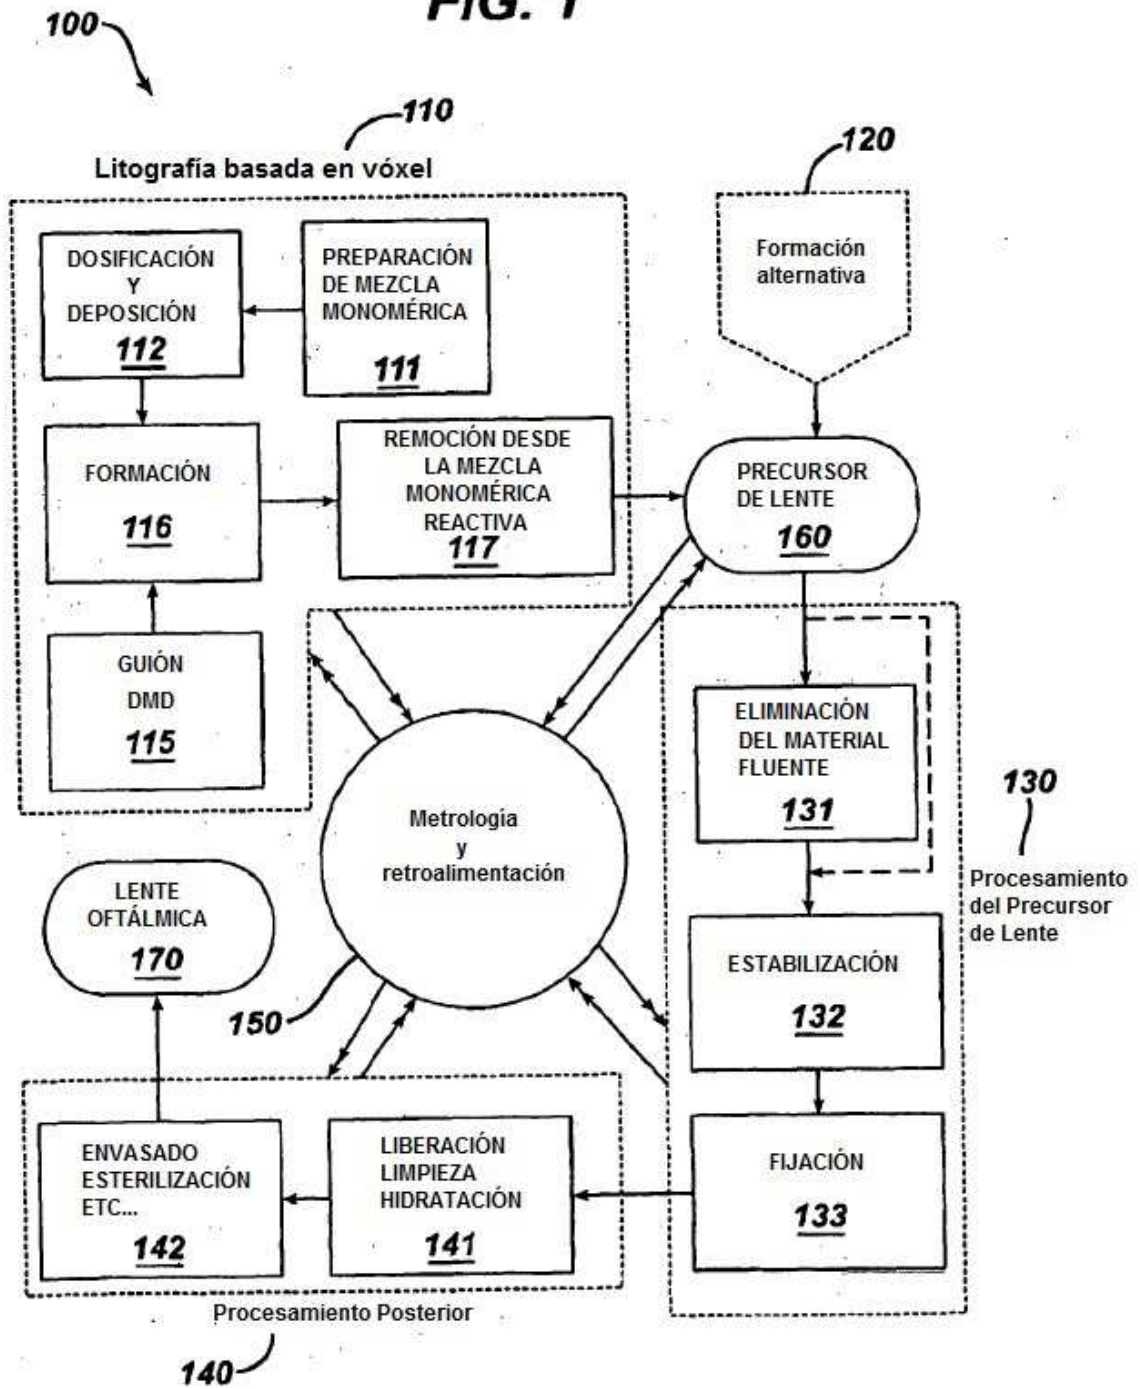 FIG. 1
100
110
Litografía basada en vóxel
120
DOSIFICACIÓN
Y
DEPOSICIÓN
112
PREPARACIÓN
DE MEZCLA
MONOMÉRICA
111
Formación
alternativa
FORMACIÓN
116
REMOCIÓN DESDE
LA MEZCLA
MONOMÉRICA
REACTIVA
117
PRECURSOR
DE LENTE
160
GUIÓN
DMD
115
ELIMINACIÓN
DEL MATERIAL
FLUENTE
131
130
Procesamiento
del Precursor
de Lente
Metrología
y
retroalimentación
150
LENTE
OFTÁLMICA
170
ESTABILIZACIÓN
132
ENVASADO
ESTERILIZACIÓN
ETC...
142
LIBERACIÓN
LIMPIEZA
HIDRATACIÓN
141
FIJACIÓN
133
Procesamiento Posterior
140